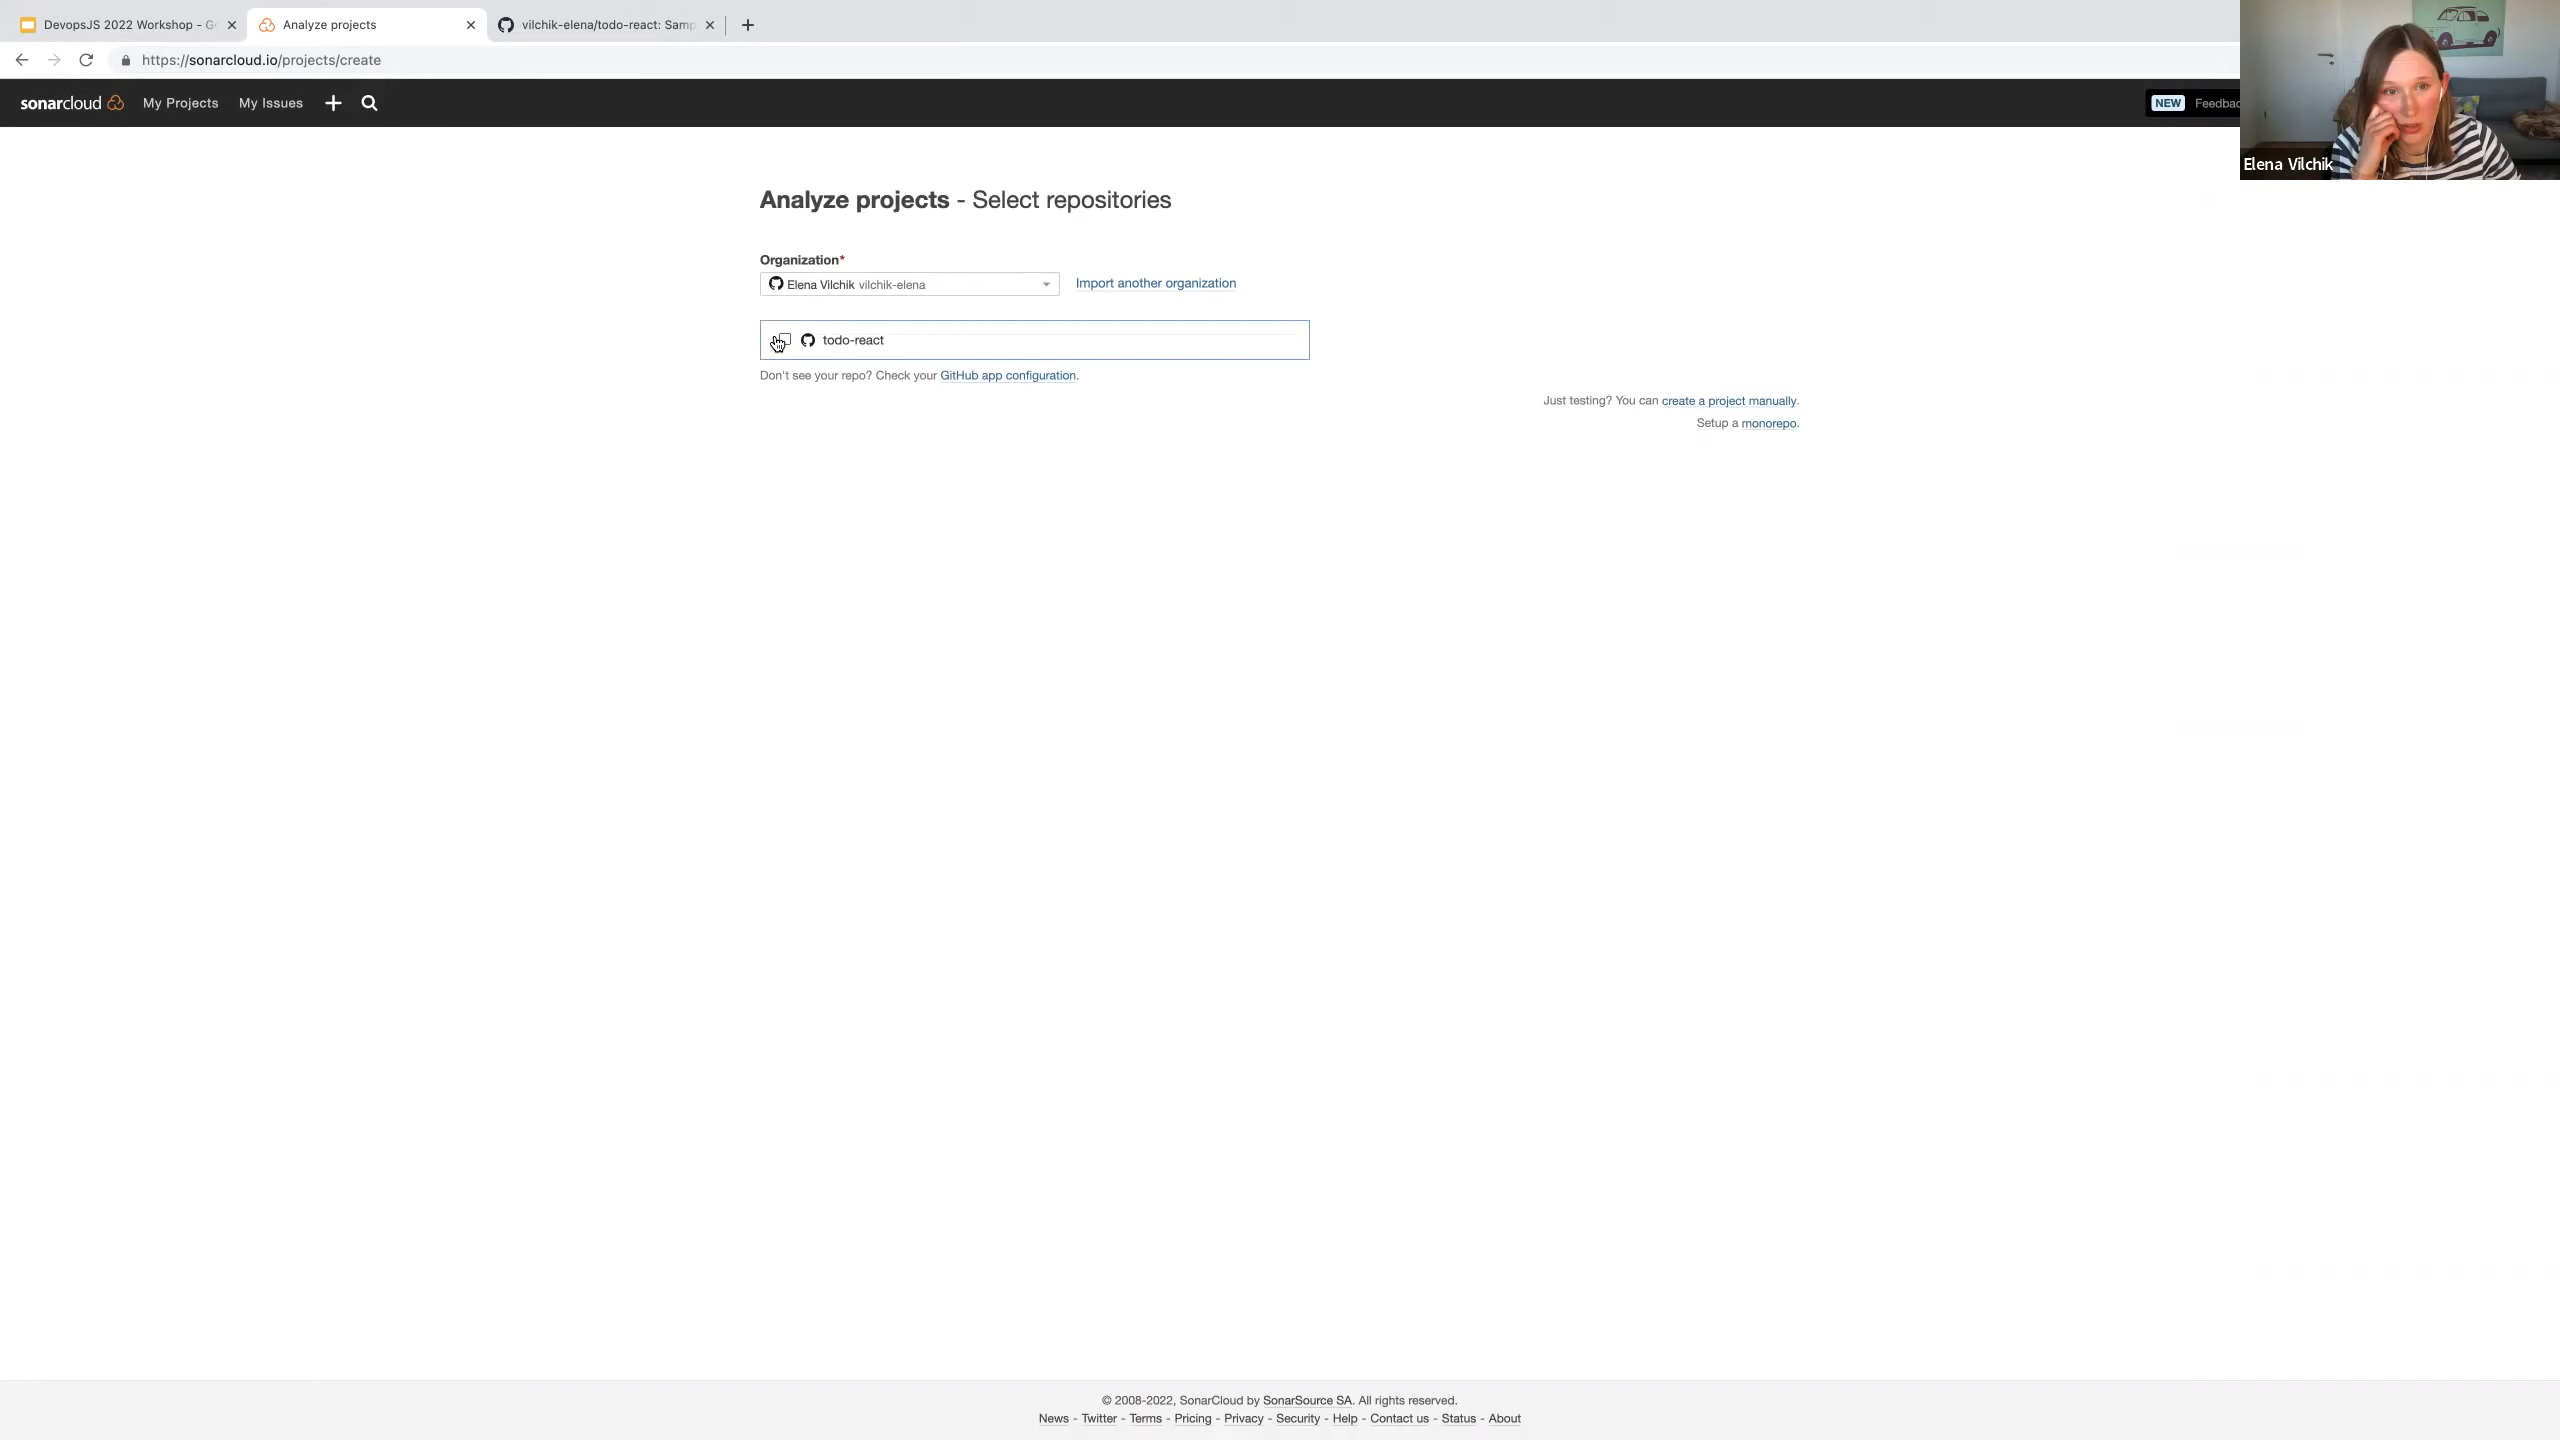 DevopsJS 2022 Workshop - G
Analyze projects
vilchik-elena/todo-react: Samp
https://sonarcloud.io/projects/create
sonarcloud My Projects My Issues
NEW Feedbac
Elena Vilchik
Analyze projects - Select repositories
Organization*
Elena Vilchik vilchik-elena
Import another organization
todo-react
Don't see your repo? Check your GitHub app configuration.
Just testing? You can create a project manually.
Setup a monorepo.
© 2008-2022, SonarCloud by SonarSource SA. All rights reserved.
News - Twitter - Terms - Pricing - Privacy - Security - Help - Contact us - Status - About